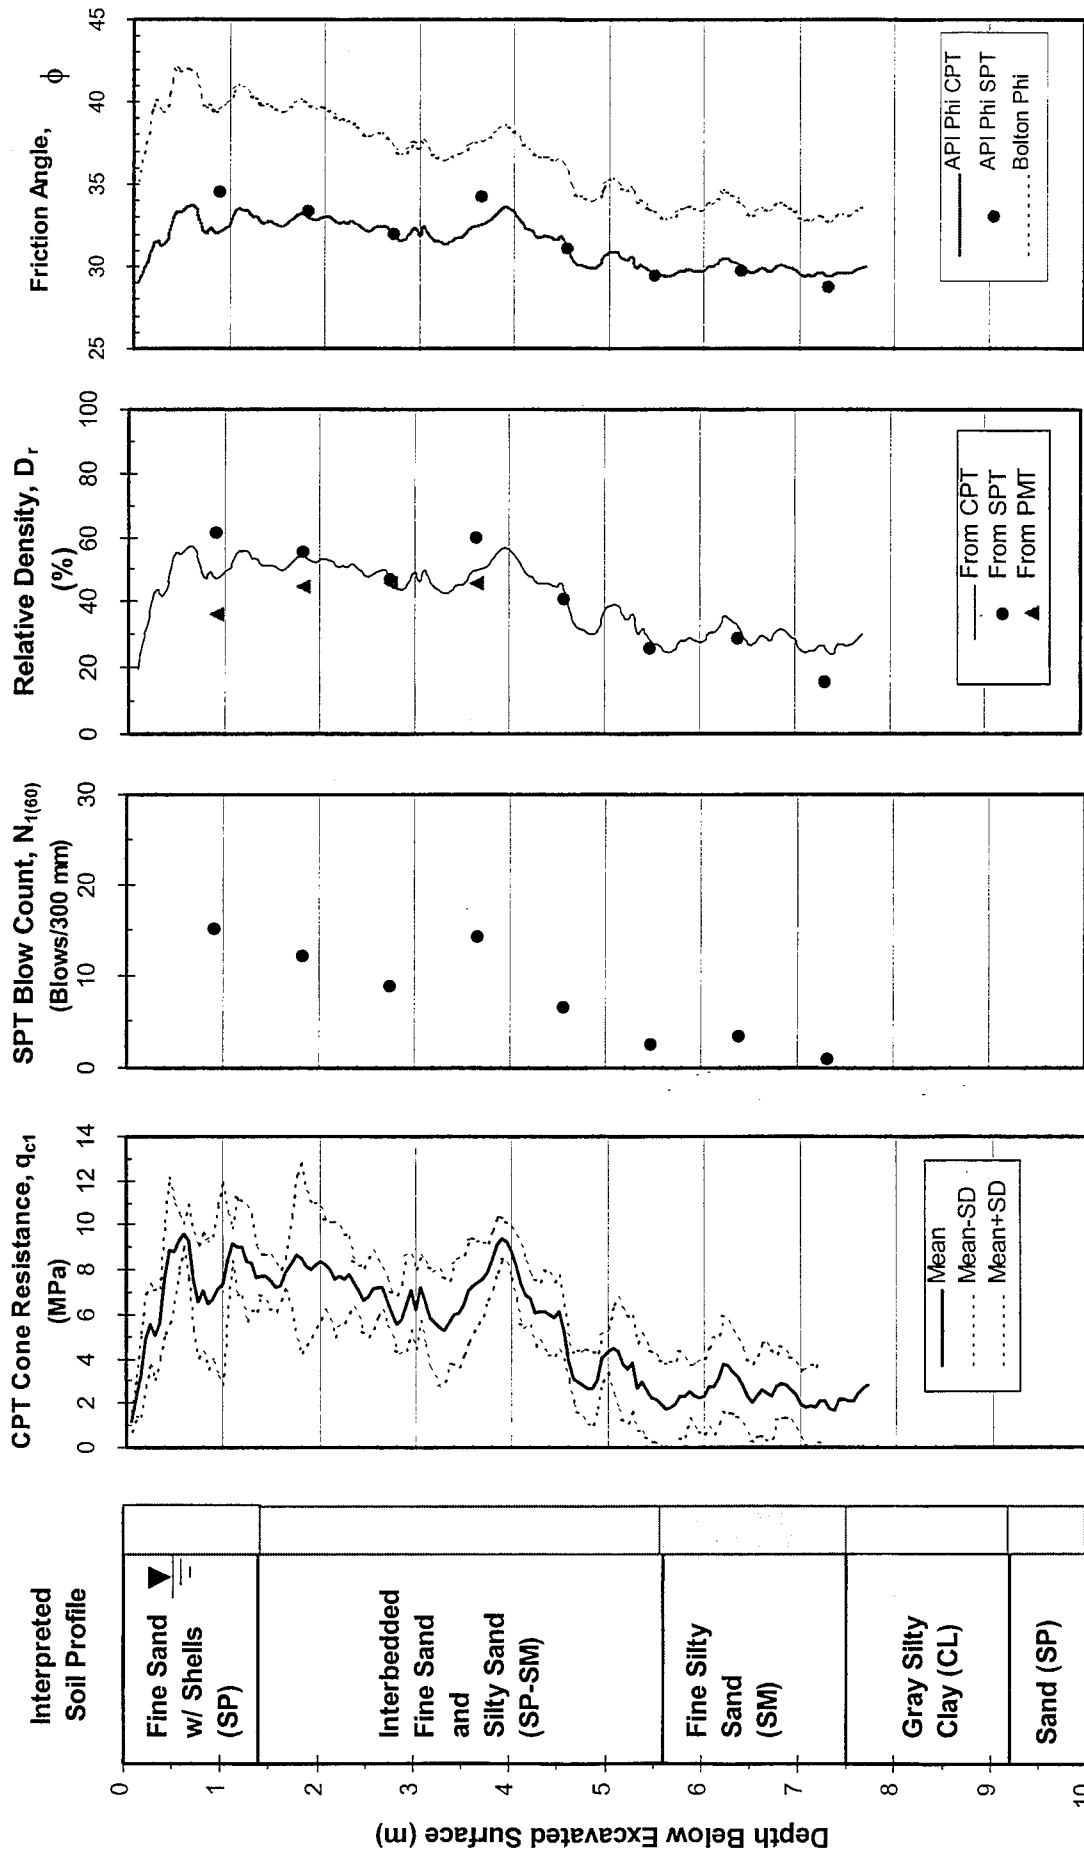 Interpreted
Soil Profile
Fine Sand
w/ Shells
(SP)
Interbedded
Fine Sand
and
Silty Sand
(SP-SM)
Fine Silty
Sand
(SM)
Gray Silty
Clay (CL)
Sand (SP)
0
1
2
3
4
5
6
7
8
9
10
Depth Below Excavated Surface (m)
CPT Cone Resistance, qc1
(MPa)
0 2 4 6 8 10 12 14
Mean
Mean-SD
Mean+SD
SPT Blow Count, N1(60)
(Blows/300 mm)
0 10 20 30
Relative Density, Dr
(%)
0 20 40 60 80 100
From CPT
From SPT
From PMT
Friction Angle, ϕ
25 30 35 40 45
API Phi CPT
API Phi SPT
Bolton Phi